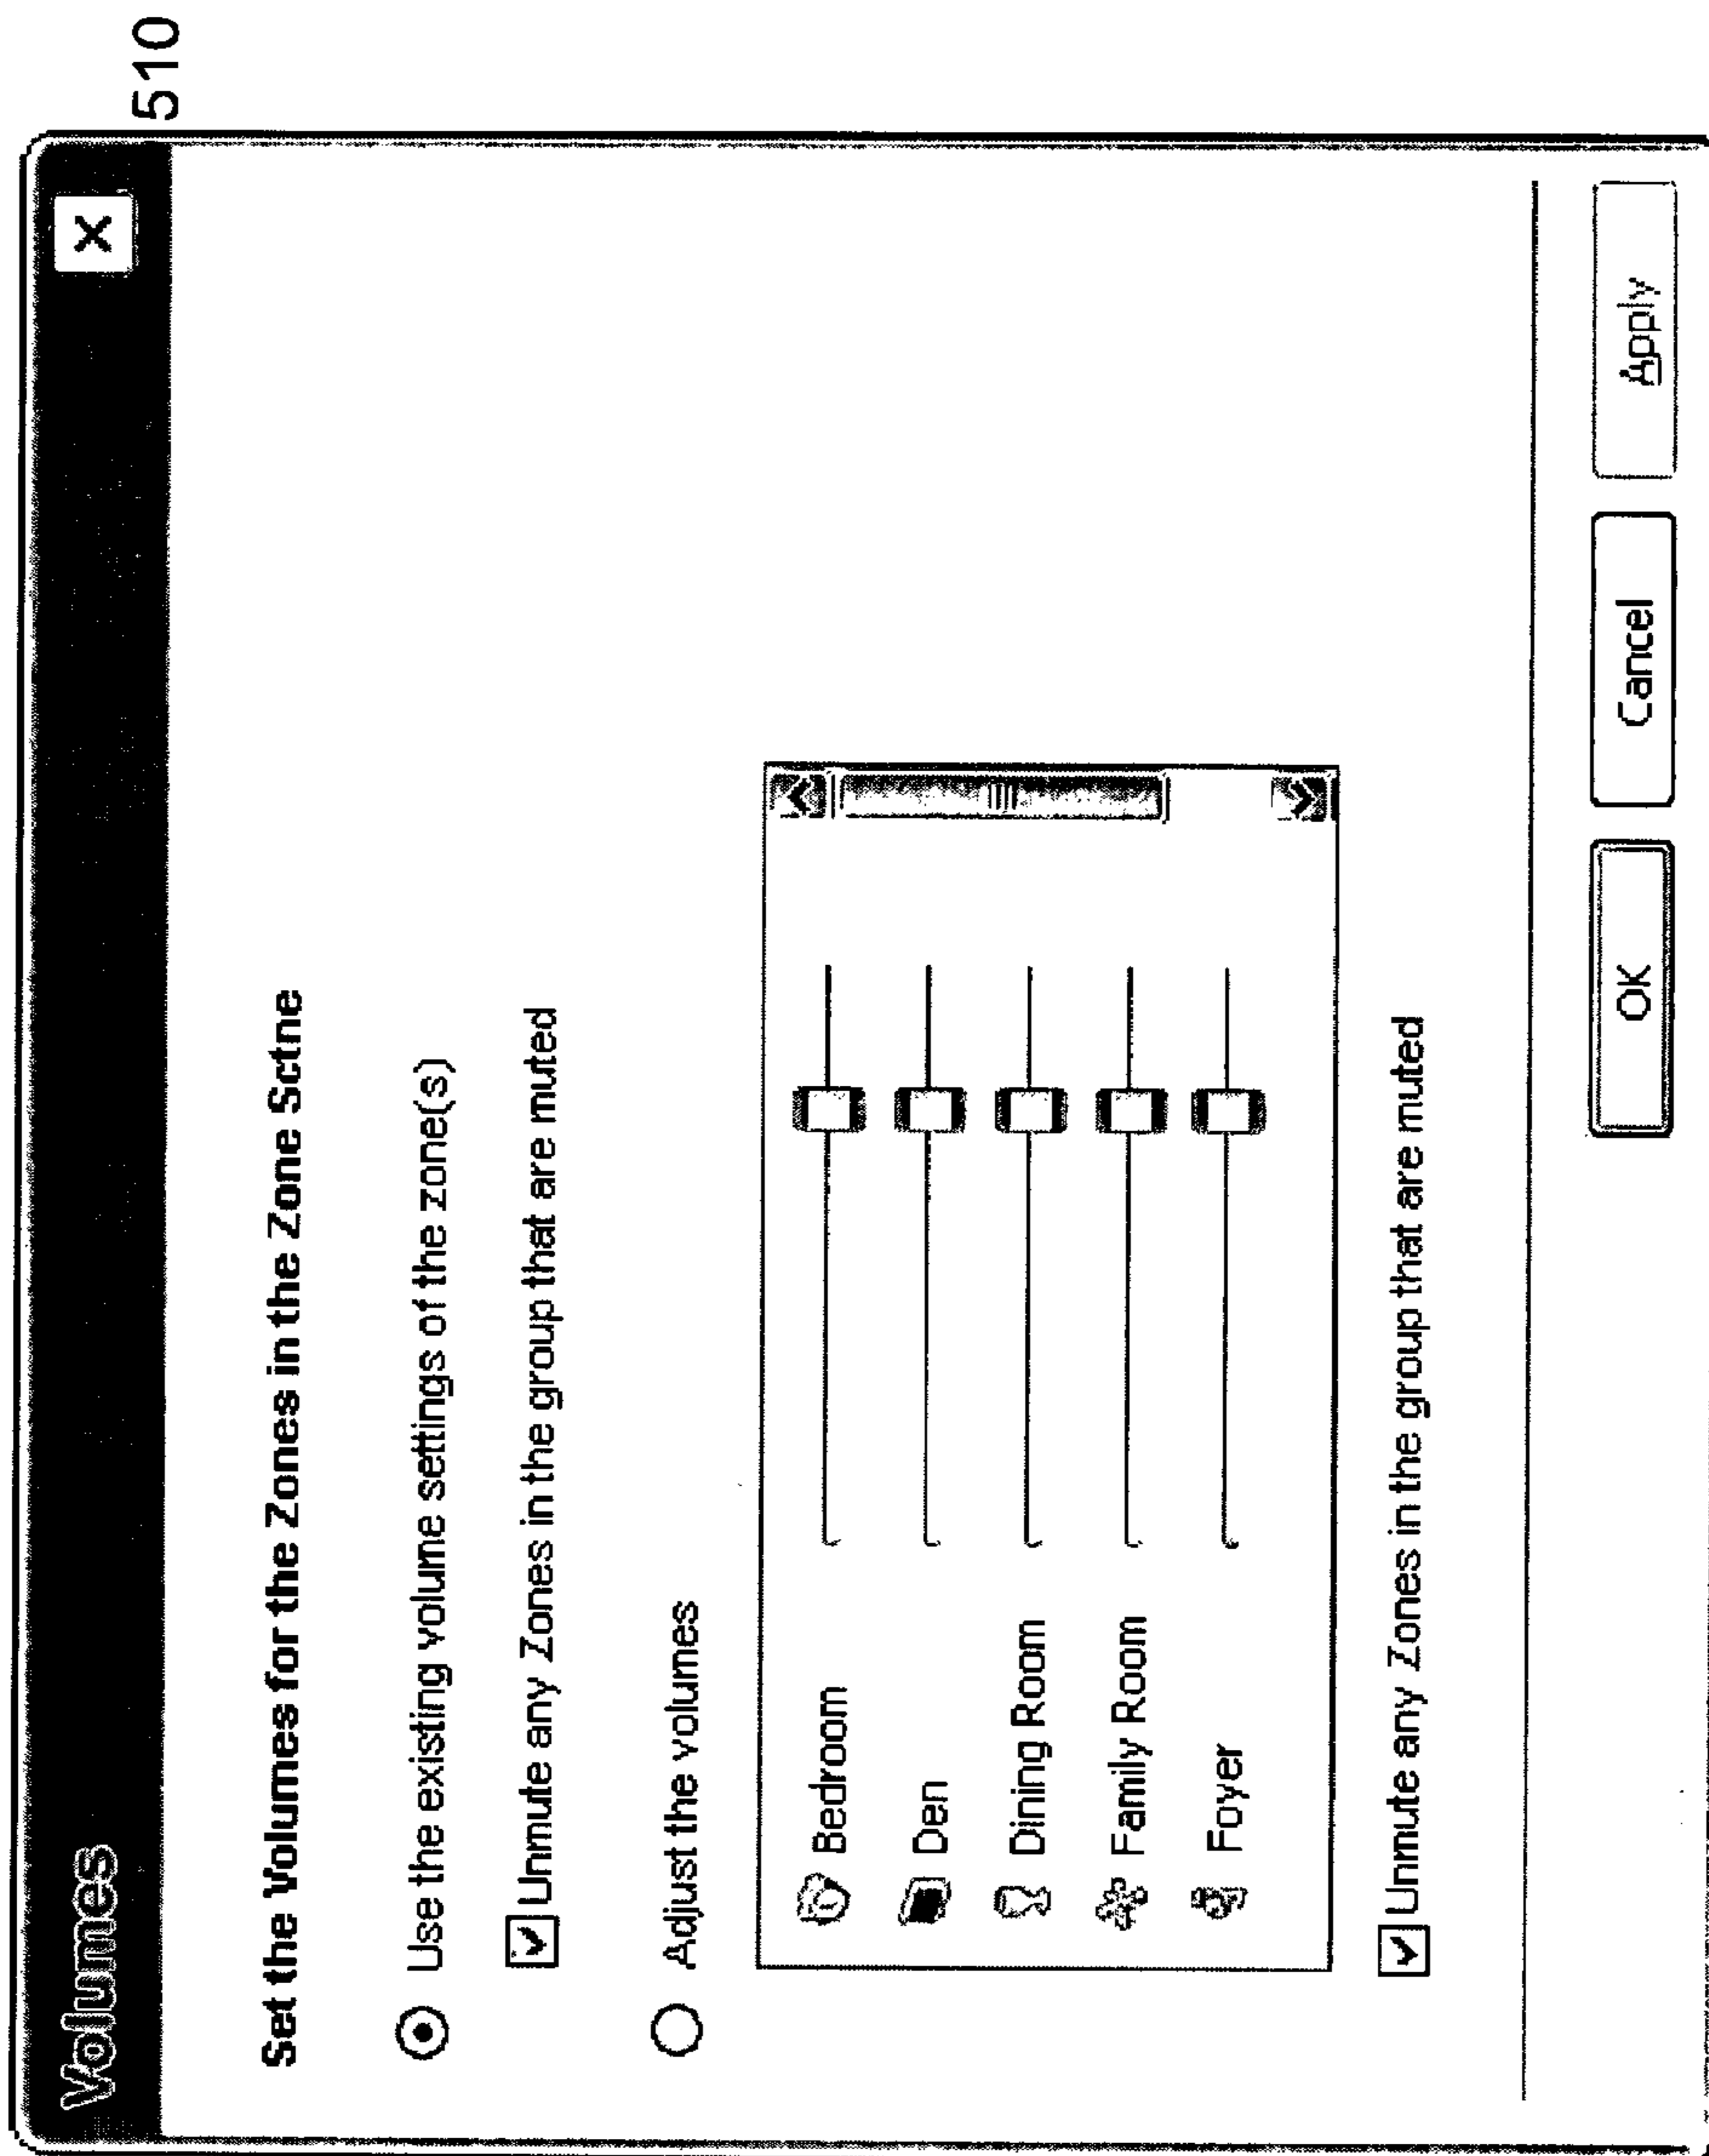 510
Volumes
X
Set the Volumes for the Zones in the Zone Sctne
Use the existing volume settings of the zone(s)
Unmute any Zones in the group that are muted
Adjust the volumes
Bedroom
Den
Dining Room
Family Room
Foyer
Unmute any Zones in the group that are muted
OK
Cancel
Apply